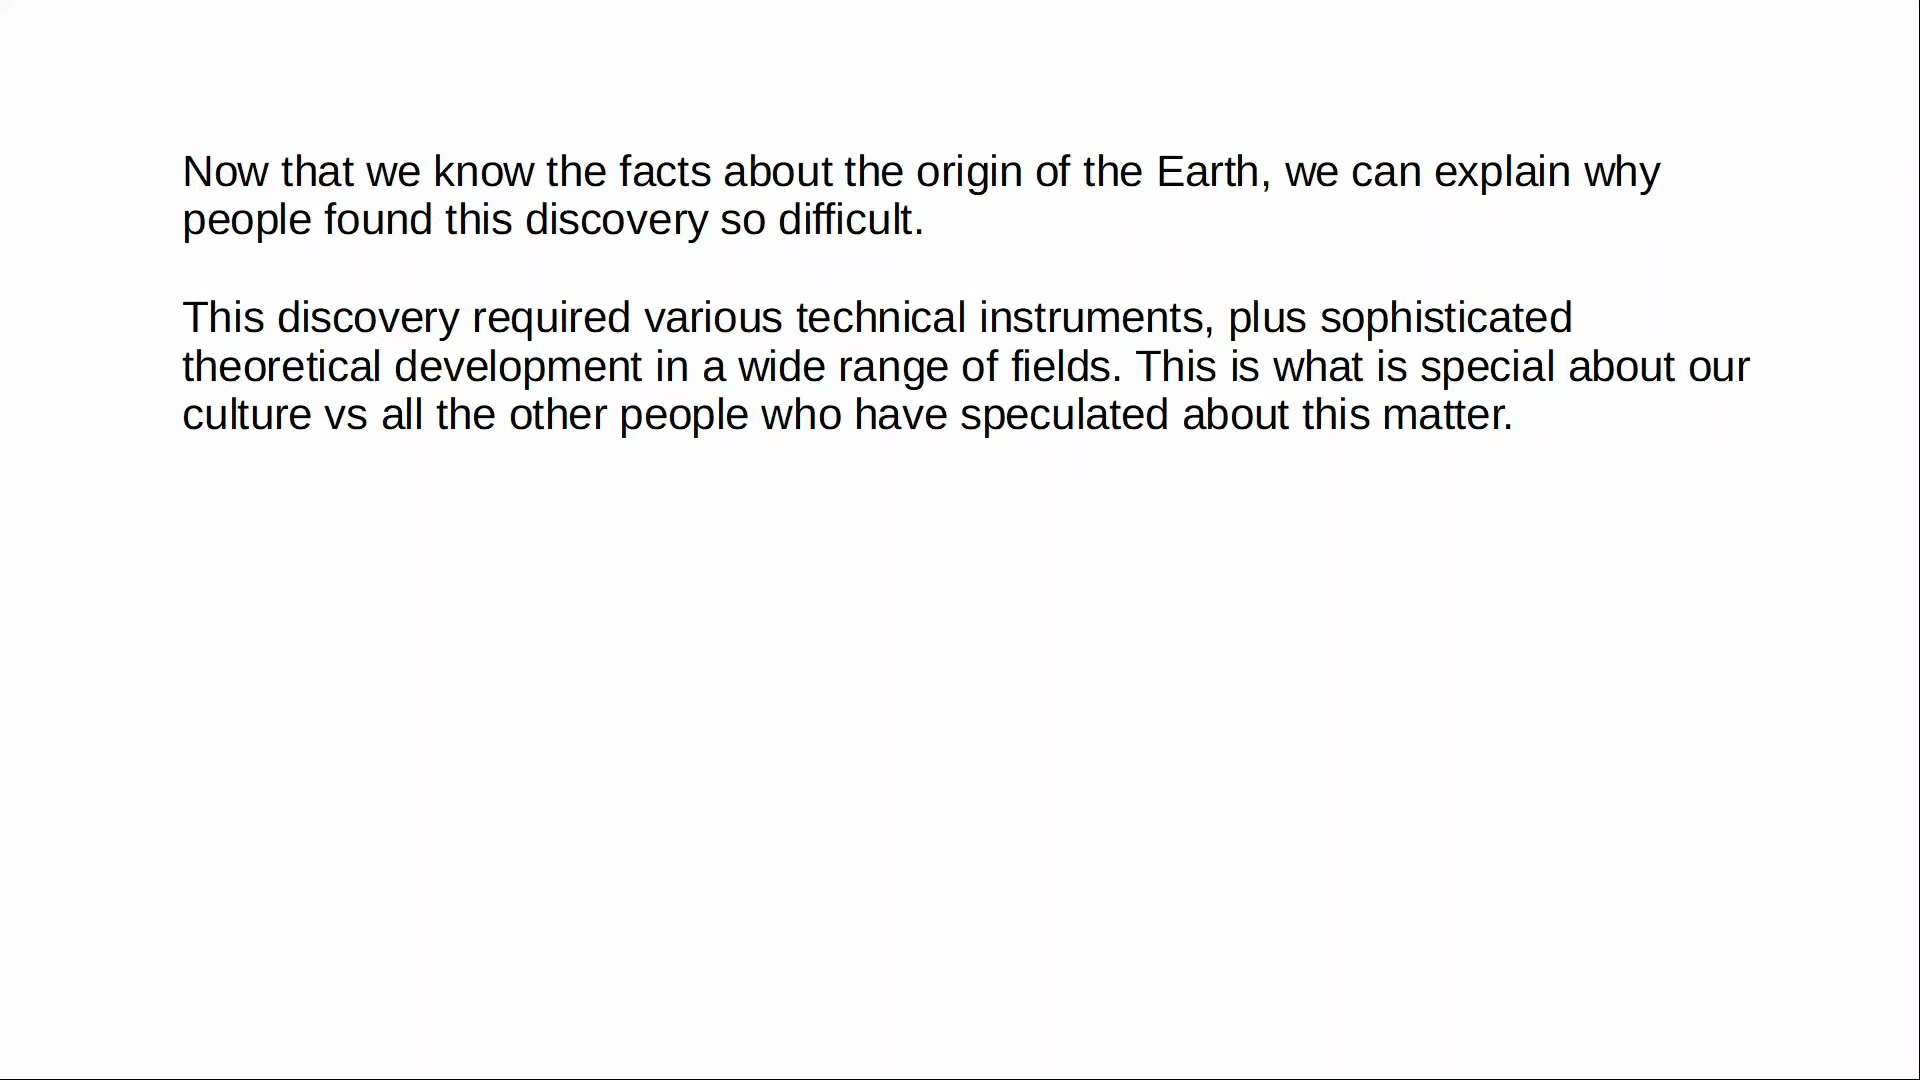 Now that we know the facts about the origin of the Earth, we can explain why
people found this discovery so difficult.
This discovery required various technical instruments, plus sophisticated
theoretical development in a wide range of fields. This is what is special about our
culture vs all the other people who have speculated about this matter.